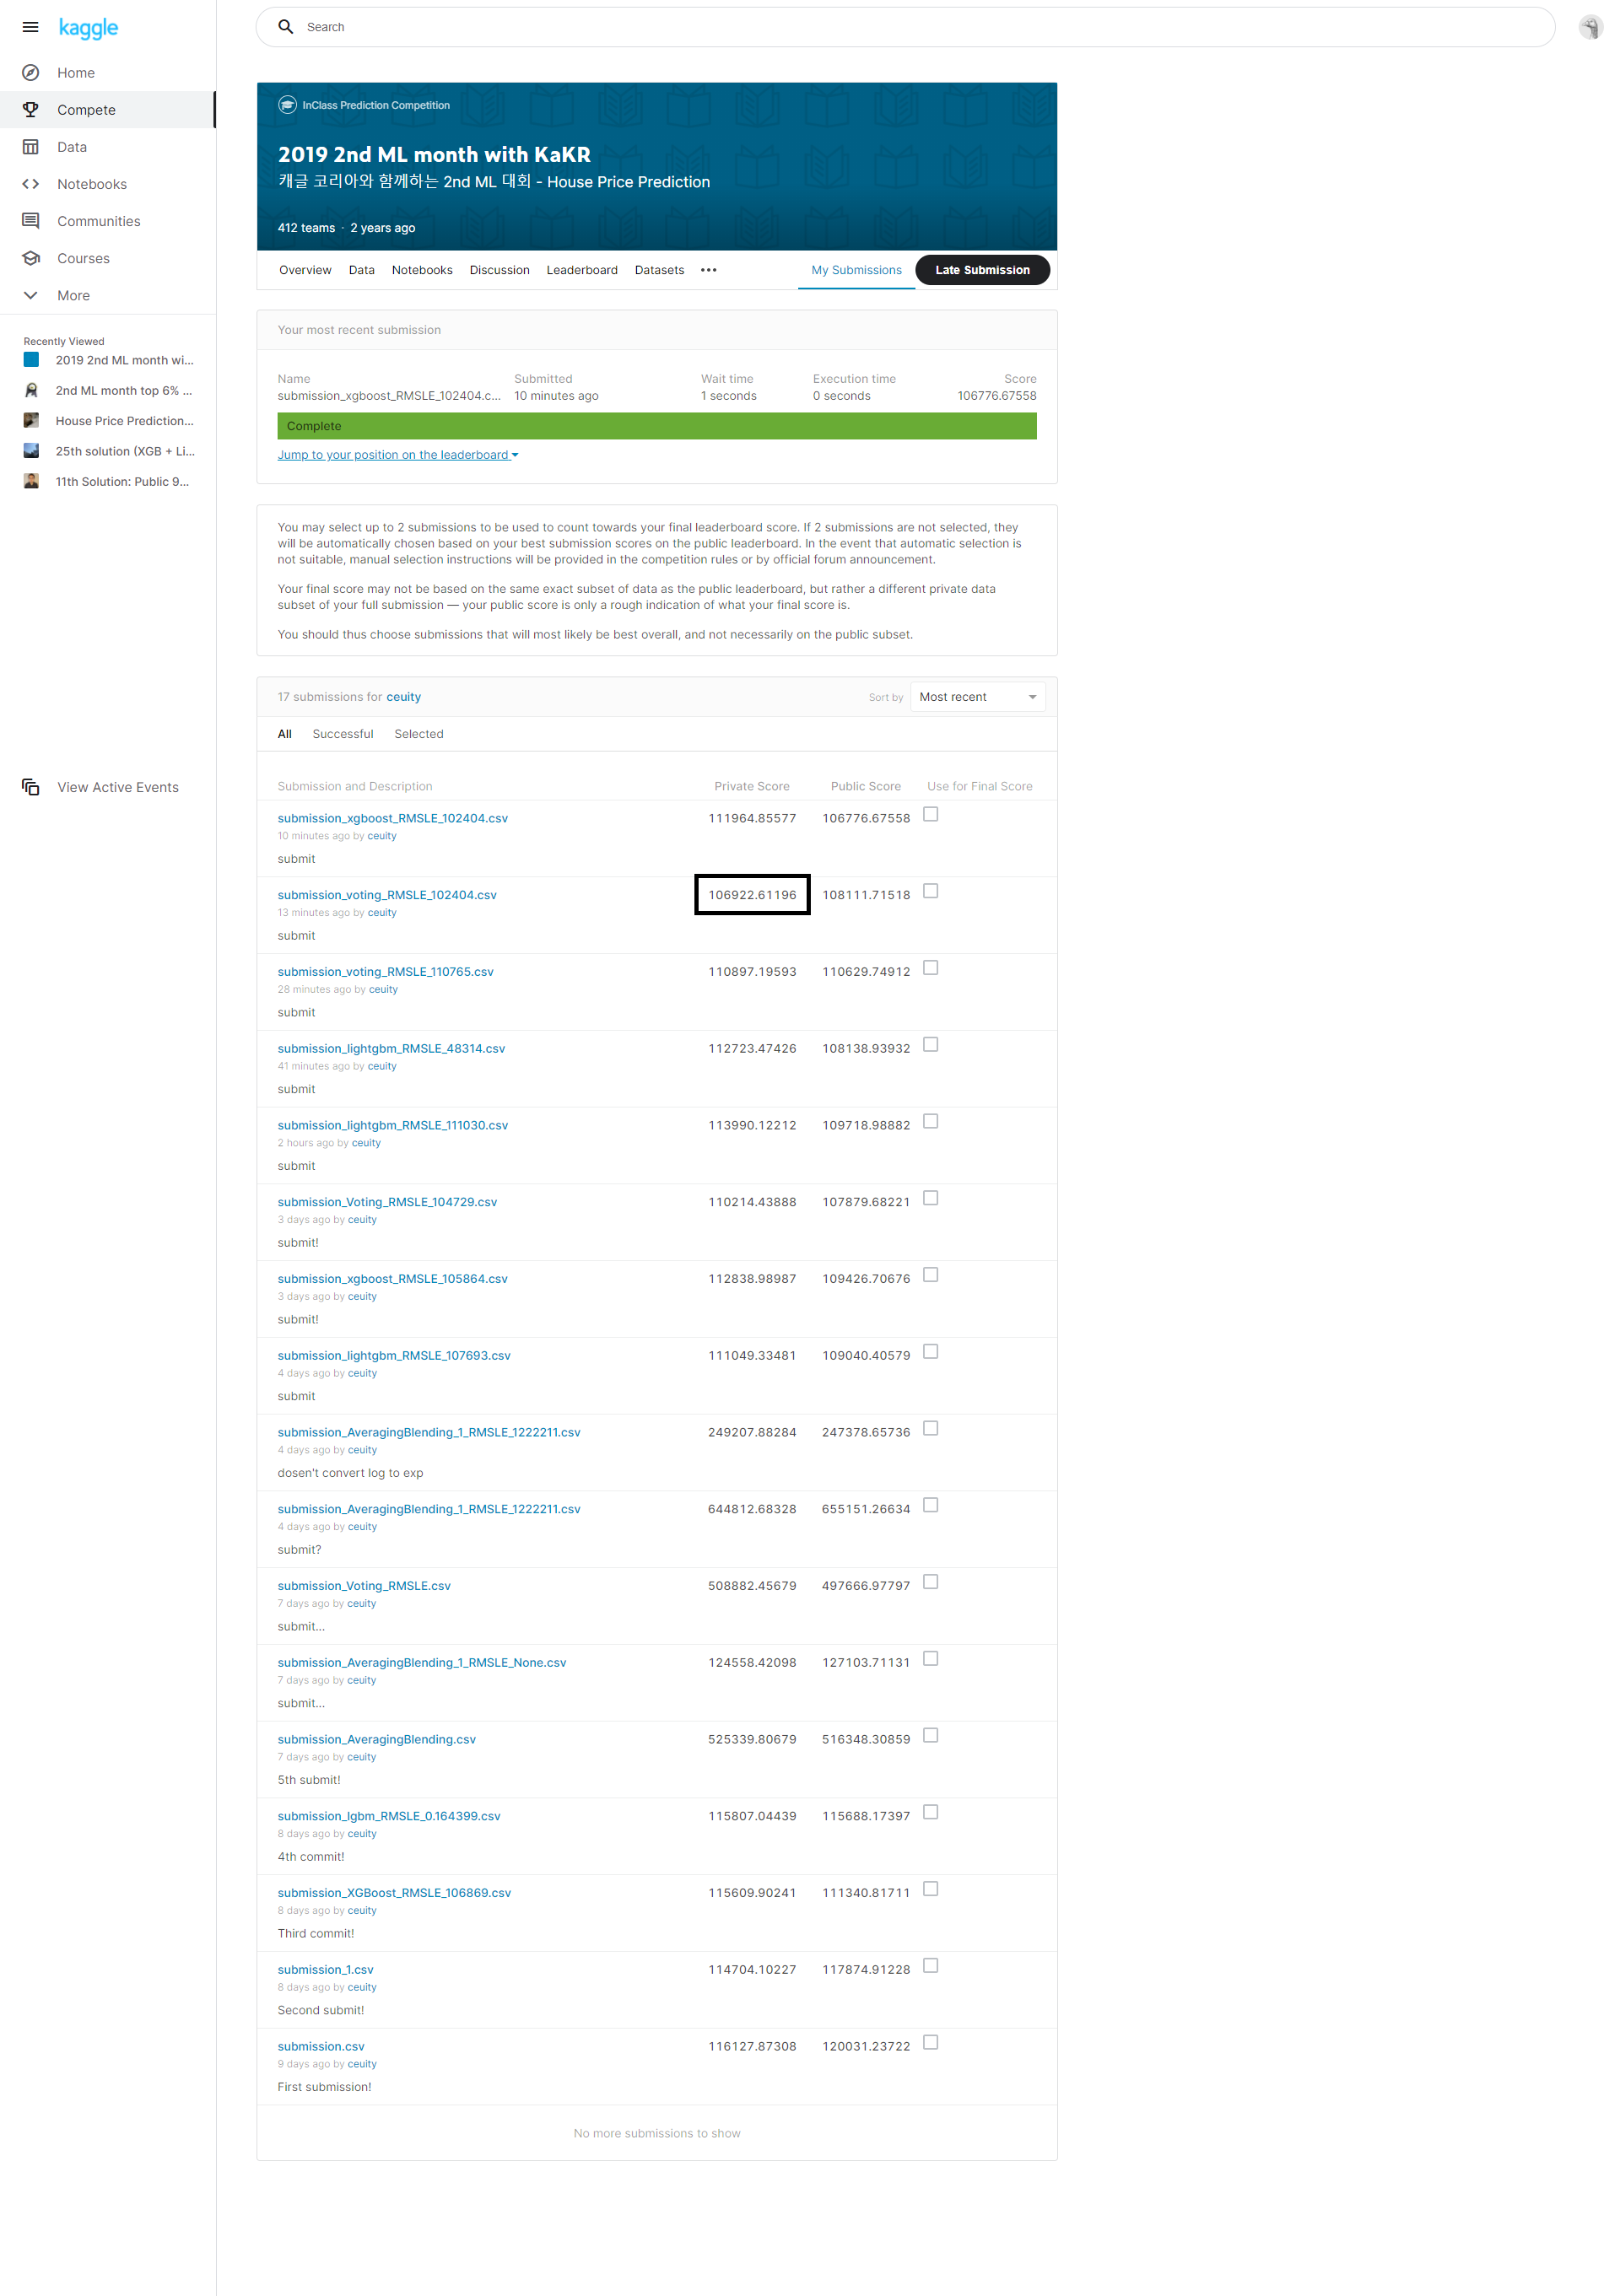 kaggle
Search
Home
Compete
Data
Notebooks
Communities
Courses
More
Recently Viewed
2019 2nd ML month wi...
2nd ML month top 6% ...
House Price Prediction...
25th solution (XGB + Li...
11th Solution: Public 9...
View Active Events
InClass Prediction Competition
2019 2nd ML month with KaKR
캐글 코리아와 함께하는 2nd ML 대회 - House Price Prediction
412 teams · 2 years ago
Overview Data Notebooks Discussion Leaderboard Datasets ••• My Submissions Late Submission
Your most recent submission
Name Submitted Wait time Execution time Score
submission_xgboost_RMSLE_102404.c... 10 minutes ago 1 seconds 0 seconds 106776.67558
Complete
Jump to your position on the leaderboard
You may select up to 2 submissions to be used to count towards your final leaderboard score. If 2 submissions are not selected, they
will be automatically chosen based on your best submission scores on the public leaderboard. In the event that automatic selection is
not suitable, manual selection instructions will be provided in the competition rules or by official forum announcement.
Your final score may not be based on the same exact subset of data as the public leaderboard, but rather a different private data
subset of your full submission — your public score is only a rough indication of what your final score is.
You should thus choose submissions that will most likely be best overall, and not necessarily on the public subset.
17 submissions for ceuity Sort by Most recent
All Successful Selected
Submission and Description Private Score Public Score Use for Final Score
submission_xgboost_RMSLE_102404.csv 111964.85577 106776.67558
10 minutes ago by ceuity
submit
submission_voting_RMSLE_102404.csv 106922.61196 108111.71518
13 minutes ago by ceuity
submit
submission_voting_RMSLE_110765.csv 110897.19593 110629.74912
28 minutes ago by ceuity
submit
submission_lightgbm_RMSLE_48314.csv 112723.47426 108138.93932
41 minutes ago by ceuity
submit
submission_lightgbm_RMSLE_111030.csv 113990.12212 109718.98882
2 hours ago by ceuity
submit
submission_Voting_RMSLE_104729.csv 110214.43888 107879.68221
3 days ago by ceuity
submit!
submission_xgboost_RMSLE_105864.csv 112838.98987 109426.70676
3 days ago by ceuity
submit!
submission_lightgbm_RMSLE_107693.csv 111049.33481 109040.40579
4 days ago by ceuity
submit
submission_AveragingBlending_1_RMSLE_1222211.csv 249207.88284 247378.65736
4 days ago by ceuity
dosen't convert log to exp
submission_AveragingBlending_1_RMSLE_1222211.csv 644812.68328 655151.26634
4 days ago by ceuity
submit?
submission_Voting_RMSLE.csv 508882.45679 497666.97797
7 days ago by ceuity
submit...
submission_AveragingBlending_1_RMSLE_None.csv 124558.42098 127103.71131
7 days ago by ceuity
submit...
submission_AveragingBlending.csv 525339.80679 516348.30859
7 days ago by ceuity
5th submit!
submission_lgbm_RMSLE_0.164399.csv 115807.04439 115688.17397
8 days ago by ceuity
4th commit!
submission_XGBoost_RMSLE_106869.csv 115609.90241 111340.81711
8 days ago by ceuity
Third commit!
submission_1.csv 114704.10227 117874.91228
8 days ago by ceuity
Second submit!
submission.csv 116127.87308 120031.23722
9 days ago by ceuity
First submission!
No more submissions to show